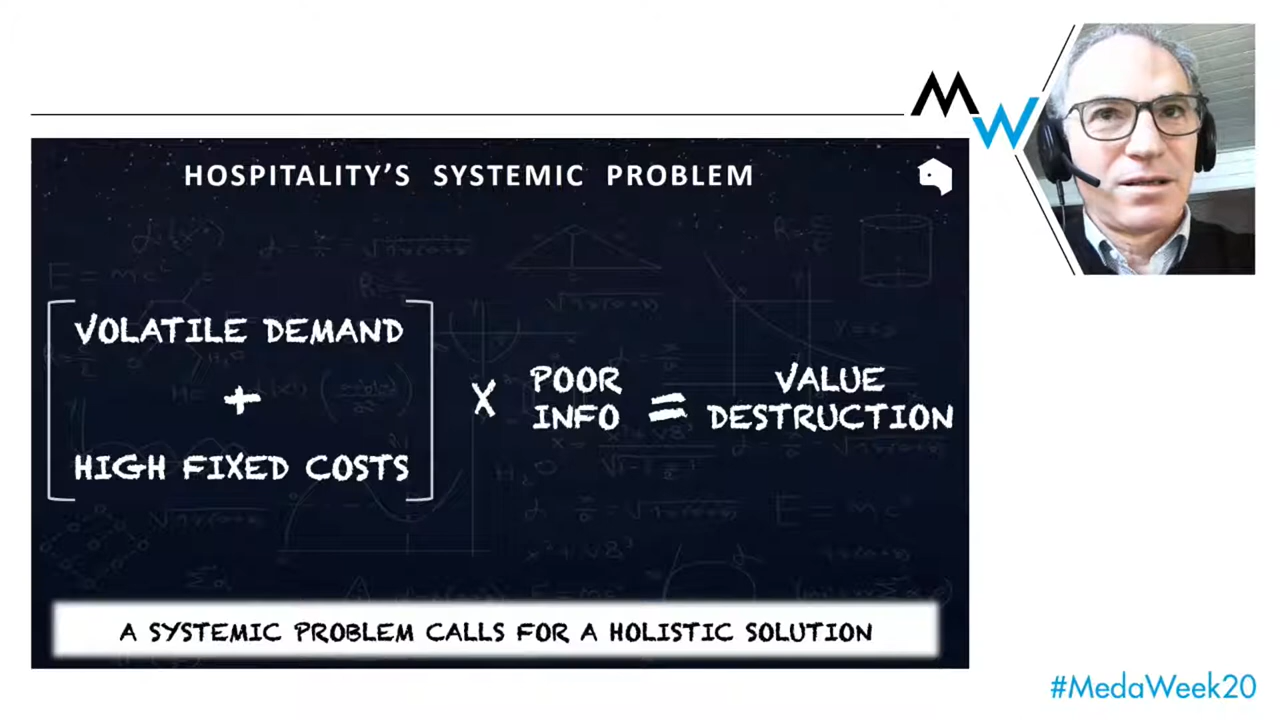 MW
HOSPITALITY'S SYSTEMIC PROBLEM
VOLATILE DEMAND
+
HIGH FIXED COSTS
X
POOR
INFO
=
VALUE
DESTRUCTION
A SYSTEMIC PROBLEM CALLS FOR A HOLISTIC SOLUTION
#MedaWeek20